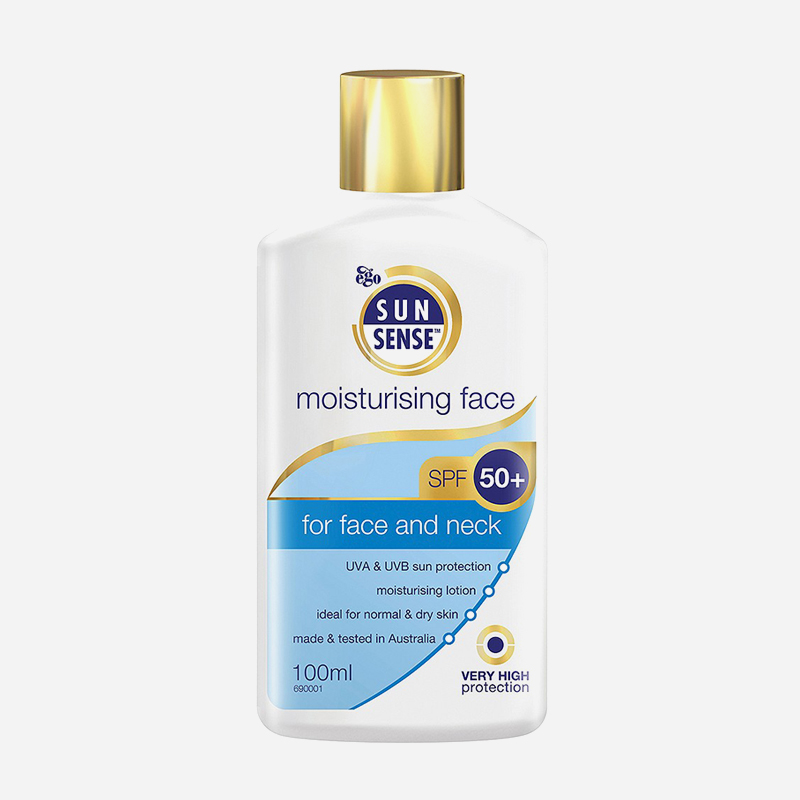 ego
SUN
SENSE™
moisturising face
SPF 50+
for face and neck
UVA & UVB sun protection
moisturising lotion
ideal for normal & dry skin
made & tested in Australia
100ml
690001
VERY HIGH
protection